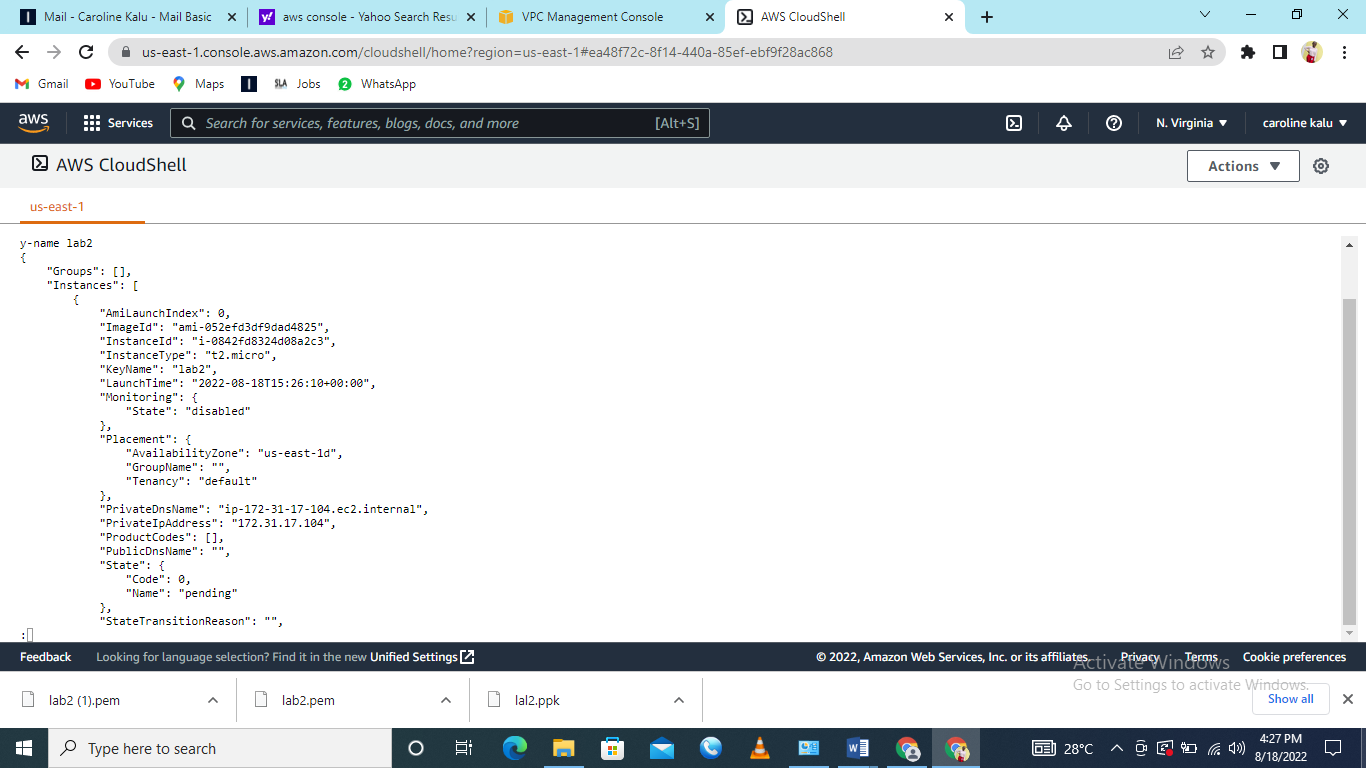 Mail - Caroline Kalu - Mail Basic
aws console - Yahoo Search Resu
VPC Management Console
AWS CloudShell
us-east-1.console.aws.amazon.com/cloudshell/home?region=us-east-1#ea48f72c-8f14-440a-85ef-ebf9f28ac868
Gmail YouTube Maps SLA Jobs 2 WhatsApp
aws Services Search for services, features, blogs, docs, and more [Alt+S] N. Virginia caroline kalu
AWS CloudShell Actions
us-east-1
y-name lab2
{
"Groups": [],
"Instances": [
{
"AmiLaunchIndex": 0,
"ImageId": "ami-052efd3df9dad4825",
"InstanceId": "i-0842fd8324d08a2c3",
"InstanceType": "t2.micro",
"KeyName": "lab2",
"LaunchTime": "2022-08-18T15:26:10+00:00",
"Monitoring": {
"State": "disabled"
},
"Placement": {
"AvailabilityZone": "us-east-1d",
"GroupName": "",
"Tenancy": "default"
},
"PrivateDnsName": "ip-172-31-17-104.ec2.internal",
"PrivateIpAddress": "172.31.17.104",
"ProductCodes": [],
"PublicDnsName": "",
"State": {
"Code": 0,
"Name": "pending"
},
"StateTransitionReason": "",
:
Feedback Looking for language selection? Find it in the new Unified Settings © 2022, Amazon Web Services, Inc. or its affiliates. Privacy Terms Cookie preferences
Activate Windows
Go to Settings to activate Windows.
lab2 (1).pem lab2.pem lal2.ppk Show all
Type here to search 28°C 4:27 PM
8/18/2022